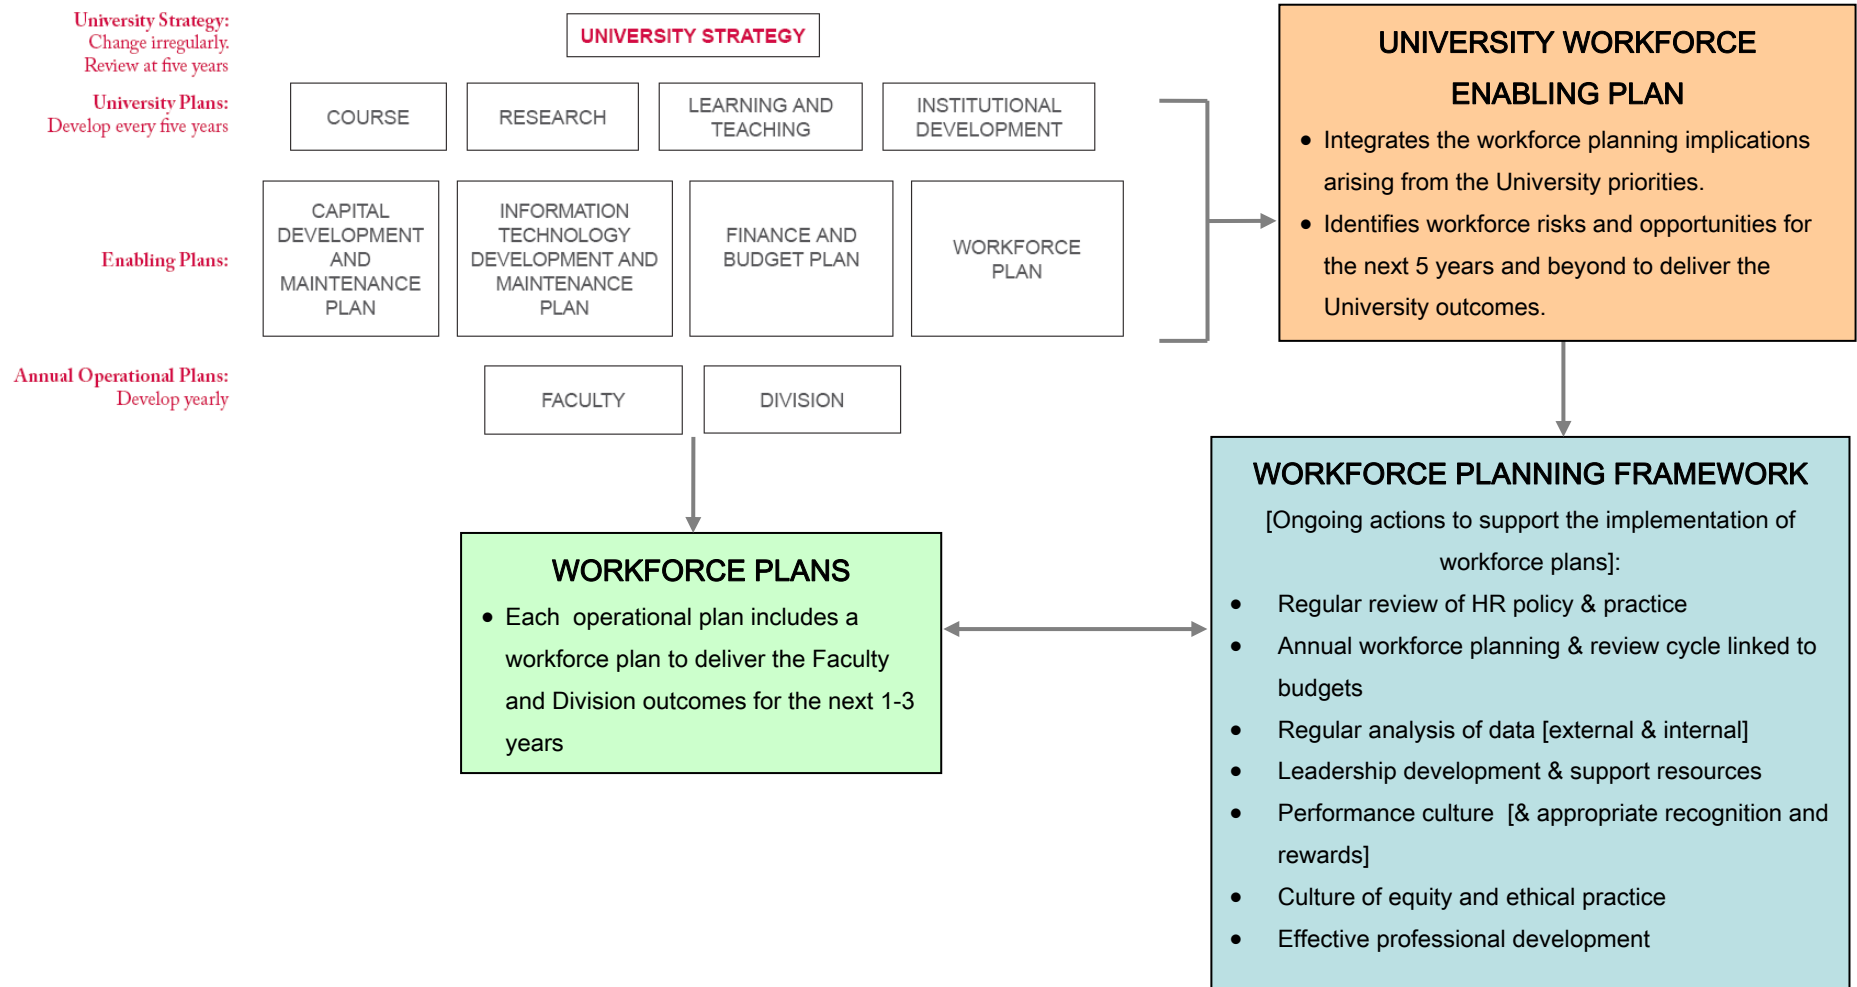 University Strategy:
Change irregularly.
Review at five years
UNIVERSITY STRATEGY
University Plans:
Develop every five years
COURSE
RESEARCH
LEARNING AND
TEACHING
INSTITUTIONAL
DEVELOPMENT
Enabling Plans:
CAPITAL
DEVELOPMENT
AND
MAINTENANCE
PLAN
INFORMATION
TECHNOLOGY
DEVELOPMENT AND
MAINTENANCE
PLAN
FINANCE AND
BUDGET PLAN
WORKFORCE
PLAN
Annual Operational Plans:
Develop yearly
FACULTY
DIVISION
UNIVERSITY WORKFORCE
ENABLING PLAN
• Integrates the workforce planning implications
arising from the University priorities.
• Identifies workforce risks and opportunities for
the next 5 years and beyond to deliver the
University outcomes.
WORKFORCE PLANS
• Each operational plan includes a
workforce plan to deliver the Faculty
and Division outcomes for the next 1-3
years
WORKFORCE PLANNING FRAMEWORK
[Ongoing actions to support the implementation of
workforce plans]:
• Regular review of HR policy & practice
• Annual workforce planning & review cycle linked to
budgets
• Regular analysis of data [external & internal]
• Leadership development & support resources
• Performance culture [& appropriate recognition and
rewards]
• Culture of equity and ethical practice
• Effective professional development